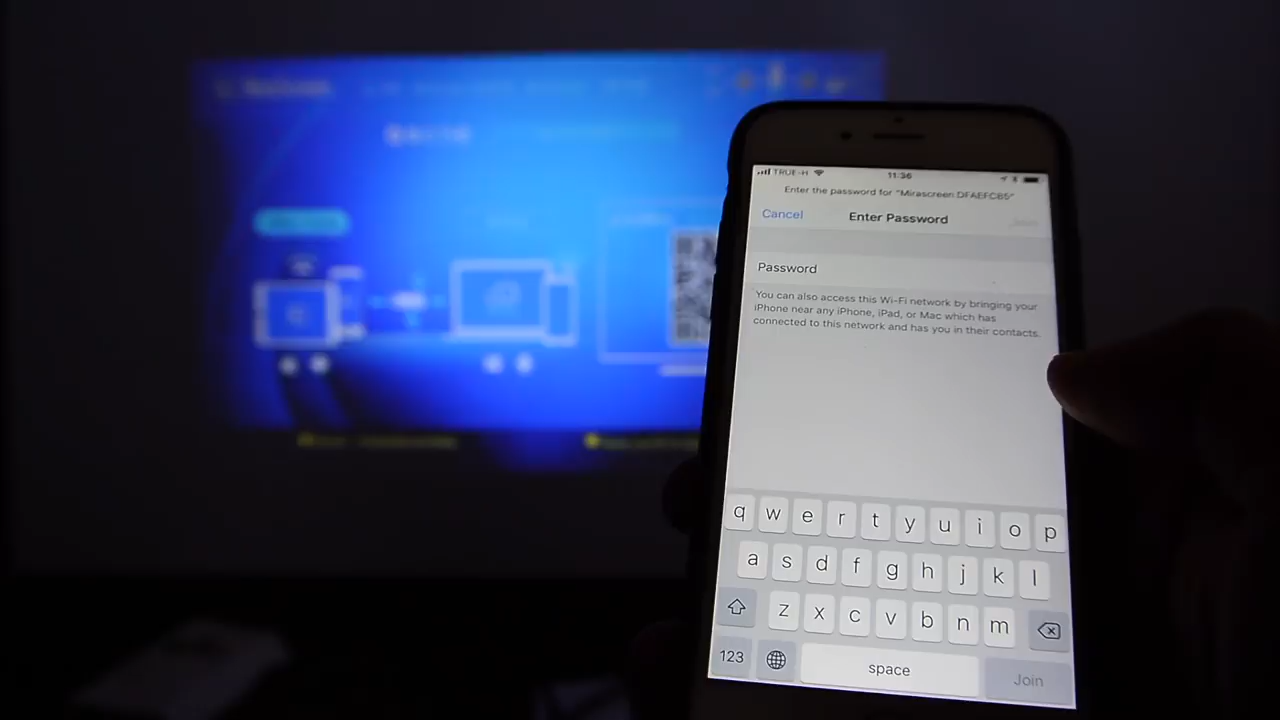 TRUE-H 11:36
Enter the password for "Mirascreen:DFAEFCB5"
Cancel Enter Password
Password
You can also access this Wi-Fi network by bringing your
iPhone near any iPhone, iPad, or Mac which has
connected to this network and has you in their contacts.
q w e r t y u i o p
a s d f g h j k l
z x c v b n m
123 space Join